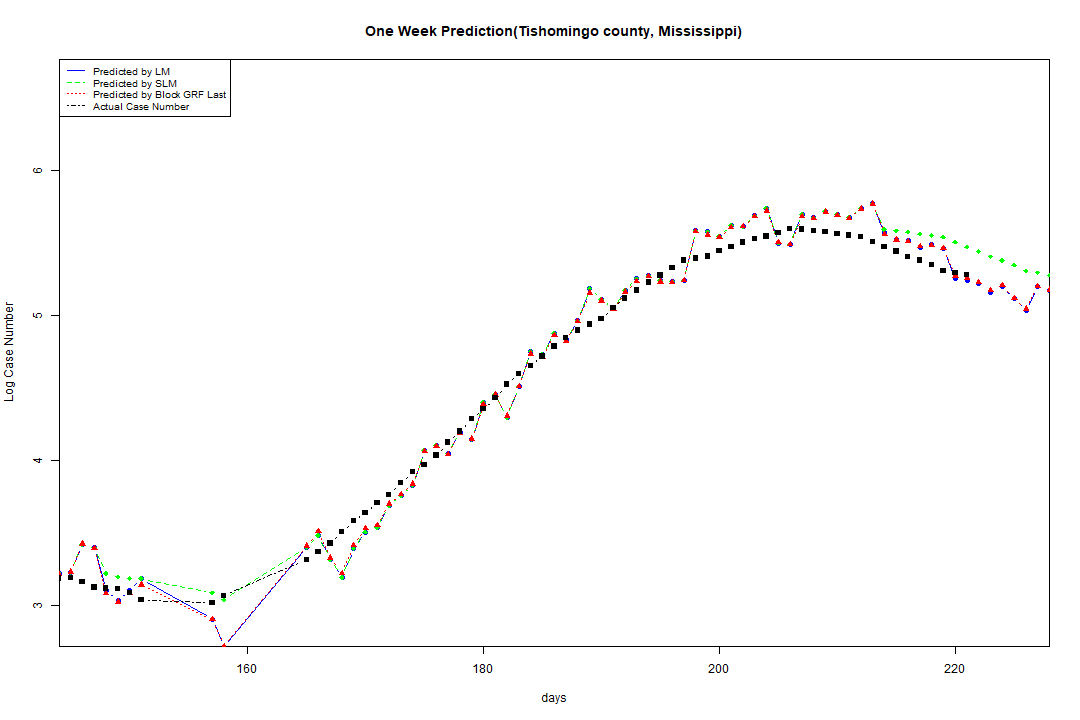 One Week Prediction(Tishomingo county, Mississippi)
Predicted by LM
Predicted by SLM
Predicted by Block GRF Last
Actual Case Number
Log Case Number
6
5
4
3
160 180 200 220
days